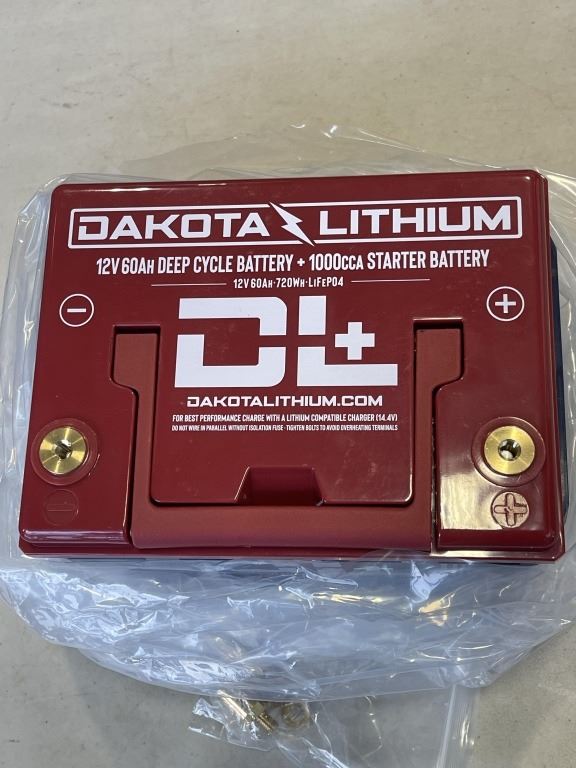 DAKOTA LITHIUM
12V 60AH DEEP CYCLE BATTERY + 1000CCA STARTER BATTERY
12V 60AH·720WH·LIFEPO4
- +
DL+
DAKOTALITHIUM.COM
FOR BEST PERFORMANCE CHARGE WITH A LITHIUM COMPATIBLE CHARGER (14.4V)
DO NOT WIRE IN PARALLEL WITHOUT ISOLATION FUSE · TIGHTEN BOLTS TO AVOID OVERHEATING TERMINALS